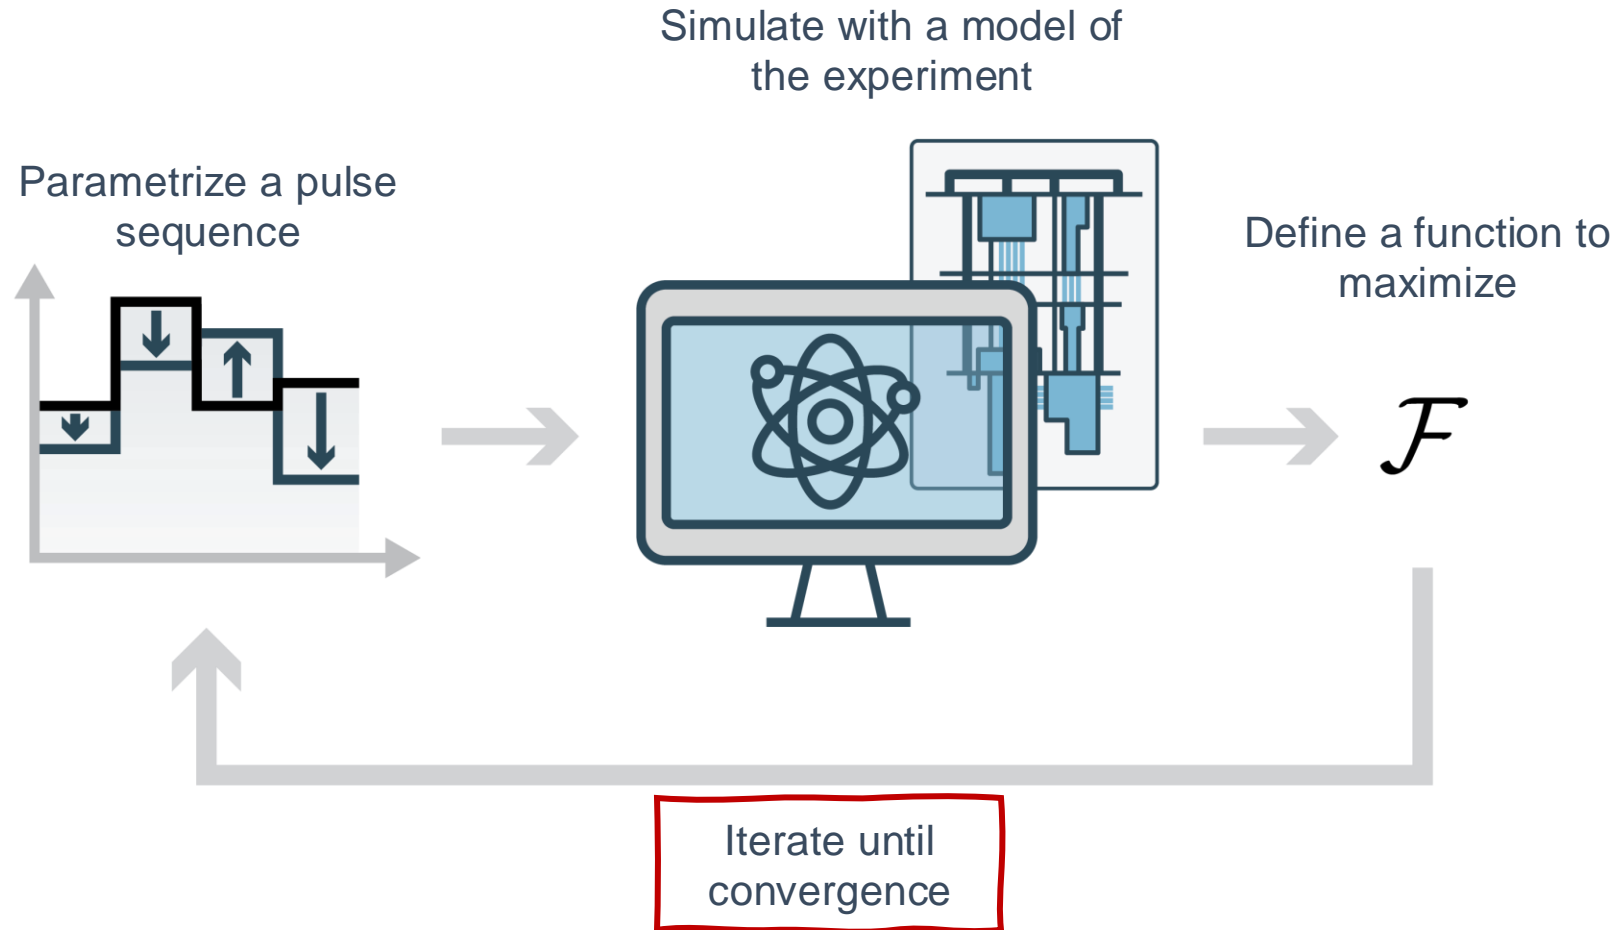 Simulate with a model of
the experiment
Parametrize a pulse
sequence
Define a function to
maximize
ℱ
Iterate until
convergence